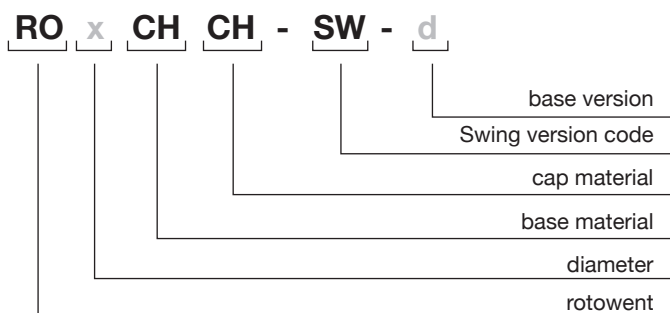 RO x CH CH - SW - d
base version
Swing version code
cap material
base material
diameter
rotowent